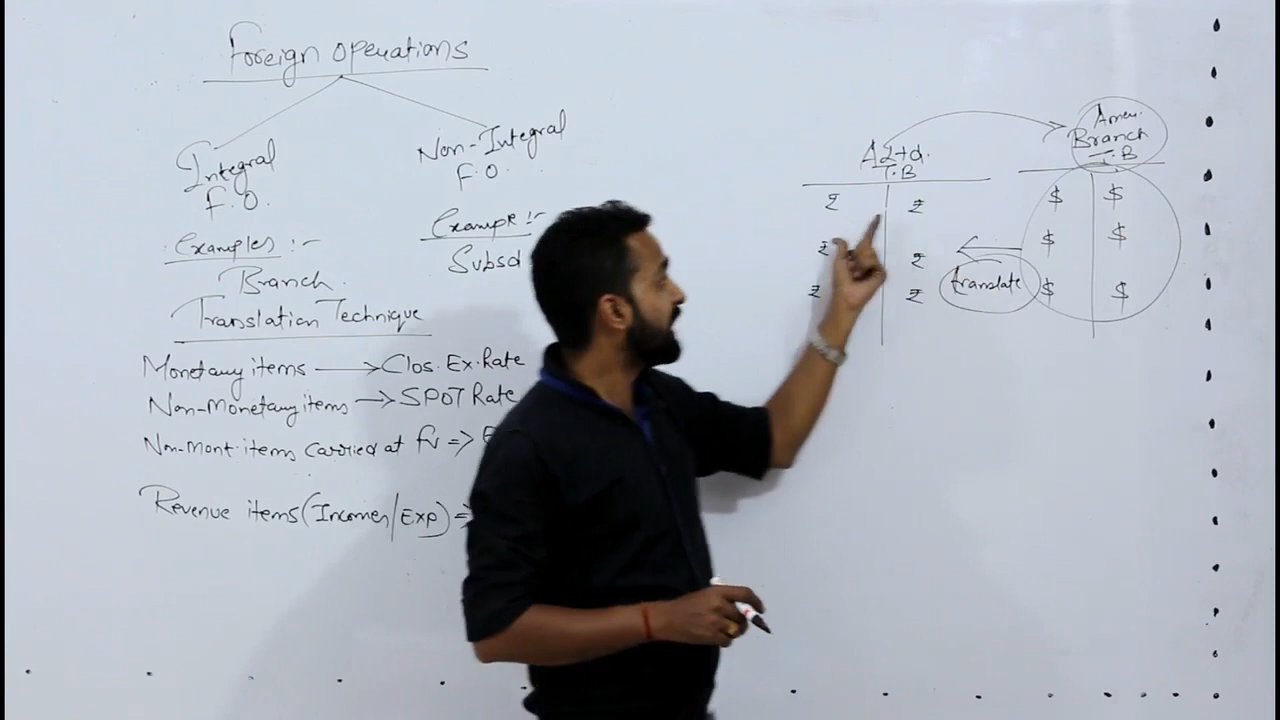 Foreign operations
Integral
F.O.
Non-Integral
F.O.
Examples :-
Branch.
Example :-
Subsd
Translation Technique
Monetary items → Clos. Ex. Rate
Non-Monetary items → SPOT Rate
Non-Mont. items carried at fv ⇒
Revenue items (Incomes/Exp) ⇒
A Ltd.
T.B
₹ ₹
₹ ₹
₹ ₹
Amer.
Branch
T.B
$ $
$ $
$ $
translate